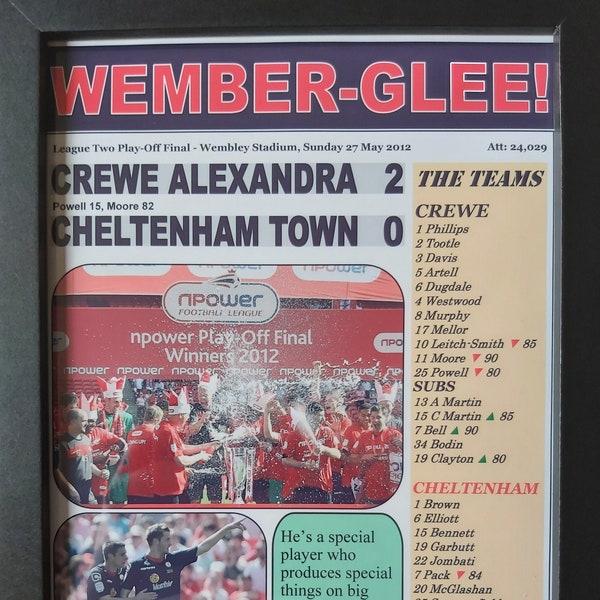 WEMBER-GLEE!
League Two Play-Off Final - Wembley Stadium, Sunday 27 May 2012 Att: 24,029
CREWE ALEXANDRA 2
Powell 15, Moore 82
CHELTENHAM TOWN 0
npower
FOOTBALL LEAGUE
npower Play-Off Final
Winners 2012
He's a special
player who
produces special
things on big
THE TEAMS
CREWE
1 Phillips
2 Tootle
3 Davis
5 Artell
6 Dugdale
4 Westwood
8 Murphy
17 Mellor
10 Leitch-Smith ▼ 85
11 Moore ▼ 90
25 Powell ▼ 80
SUBS
13 A Martin
15 C Martin ▲ 85
7 Bell ▲ 90
34 Bodin
19 Clayton ▲ 80
CHELTENHAM
1 Brown
6 Elliott
15 Bennett
19 Garbutt
22 Jombati
7 Pack ▼ 84
20 McGlashan